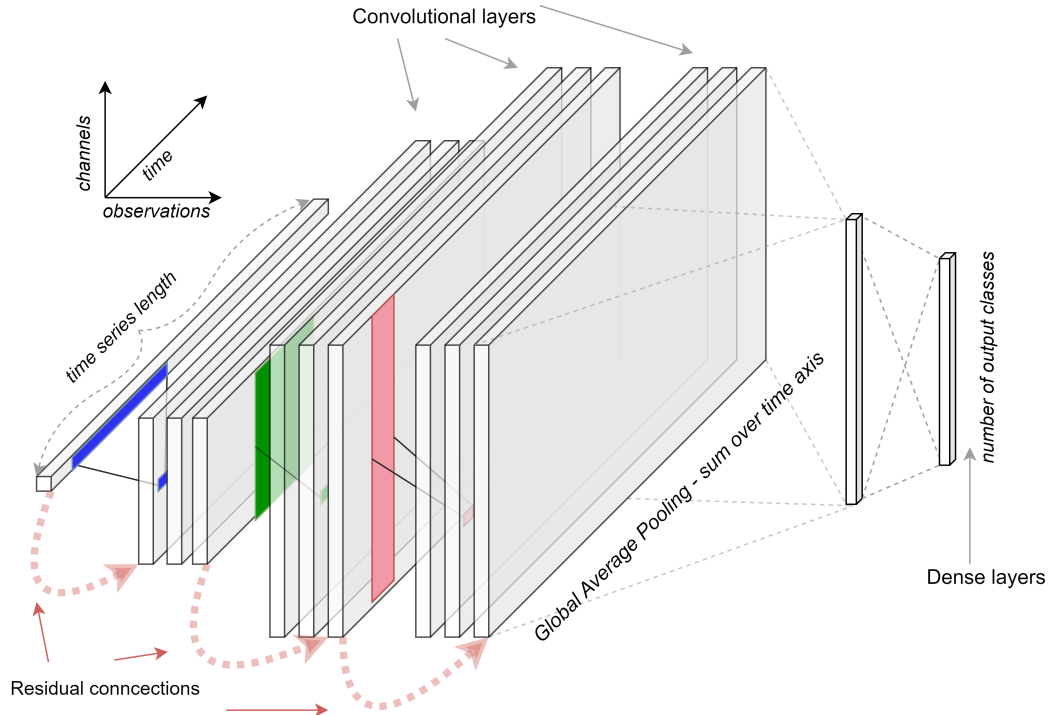 Convolutional layers
channels
time
observations
time series length
number of output classes
Global Average Pooling - sum over time axis
Dense layers
Residual conncections